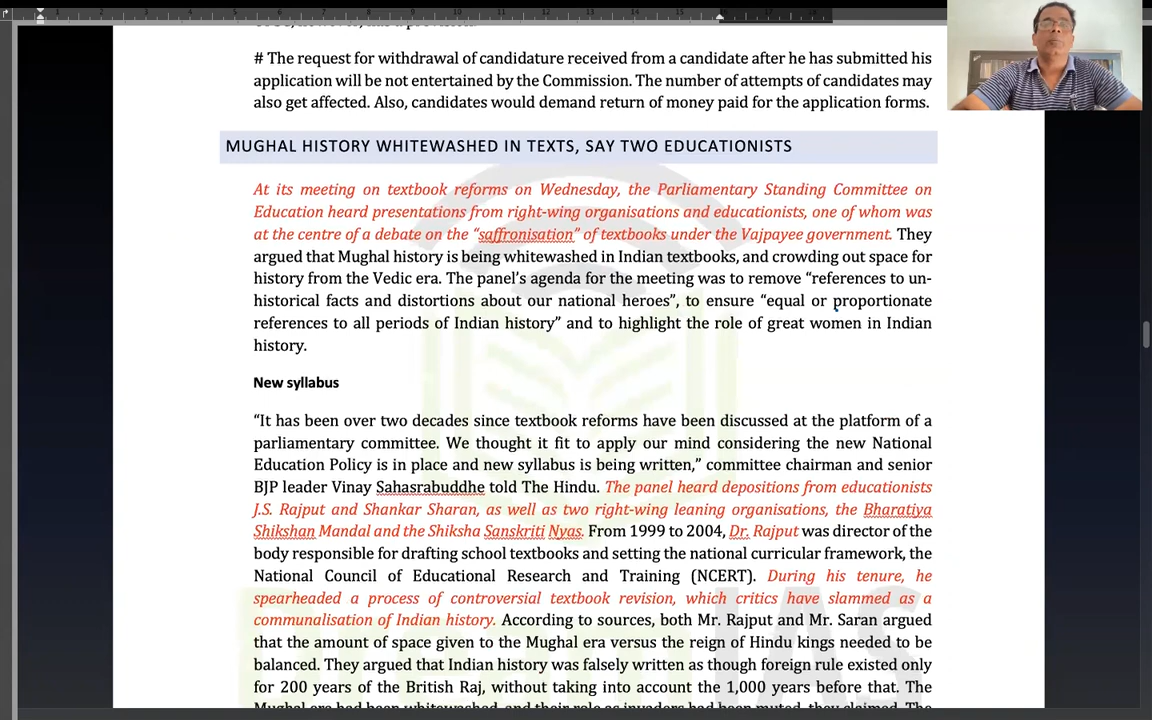 # The request for withdrawal of candidature received from a candidate after he has submitted his
application will be not entertained by the Commission. The number of attempts of candidates may
also get affected. Also, candidates would demand return of money paid for the application forms.
MUGHAL HISTORY WHITEWASHED IN TEXTS, SAY TWO EDUCATIONISTS
At its meeting on textbook reforms on Wednesday, the Parliamentary Standing Committee on
Education heard presentations from right-wing organisations and educationists, one of whom was
at the centre of a debate on the “saffronisation” of textbooks under the Vajpayee government. They
argued that Mughal history is being whitewashed in Indian textbooks, and crowding out space for
history from the Vedic era. The panel’s agenda for the meeting was to remove “references to un-
historical facts and distortions about our national heroes”, to ensure “equal or proportionate
references to all periods of Indian history” and to highlight the role of great women in Indian
history.
New syllabus
“It has been over two decades since textbook reforms have been discussed at the platform of a
parliamentary committee. We thought it fit to apply our mind considering the new National
Education Policy is in place and new syllabus is being written,” committee chairman and senior
BJP leader Vinay Sahasrabuddhe told The Hindu. The panel heard depositions from educationists
J.S. Rajput and Shankar Sharan, as well as two right-wing leaning organisations, the Bharatiya
Shikshan Mandal and the Shiksha Sanskriti Nyas. From 1999 to 2004, Dr. Rajput was director of the
body responsible for drafting school textbooks and setting the national curricular framework, the
National Council of Educational Research and Training (NCERT). During his tenure, he
spearheaded a process of controversial textbook revision, which critics have slammed as a
communalisation of Indian history. According to sources, both Mr. Rajput and Mr. Saran argued
that the amount of space given to the Mughal era versus the reign of Hindu kings needed to be
balanced. They argued that Indian history was falsely written as though foreign rule existed only
for 200 years of the British Raj, without taking into account the 1,000 years before that. The
IAS